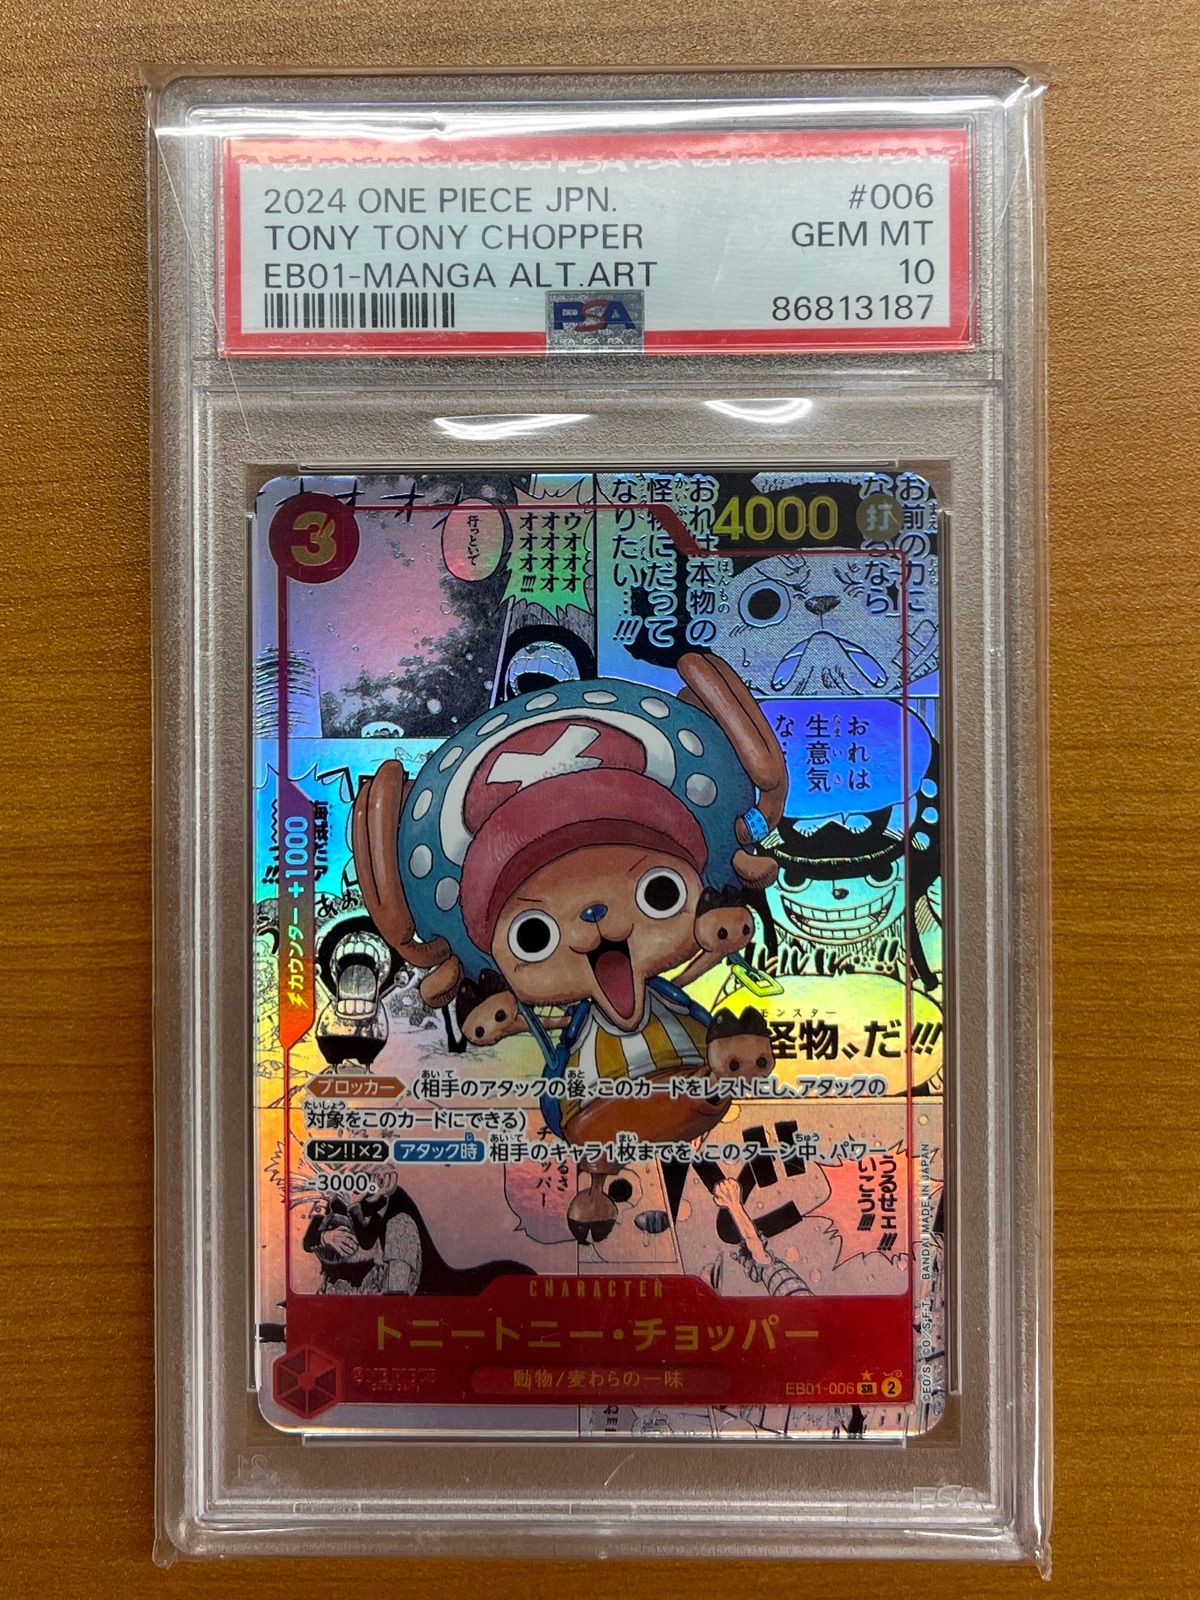 2024 ONE PIECE JPN.
#006
TONY TONY CHOPPER
GEM MT
EB01-MANGA ALT.ART
10
86813187
PSA
3
4000
打
行っといて
ウオオオ
オオオオ
オオオ!!!!
おれは本物の
怪物にだって
なりたい…!!!
お前の力に
なおれは
生意気
な…
怪物〟だ!!!
モンスター
カウンター +1000
ブロッカー (相手のアタックの後、このカードをレストにし、アタックの
対象をこのカードにできる)
ドン!!×2 アタック時 相手のキャラ1枚までを、このターン中、パワー
-3000。
うるせェ!!!
いこう!!!
CHARACTER
トニートニー・チョッパー
動物/麦わらの一味
EB01-006 SR 2
BANDAI MADE IN JAPAN